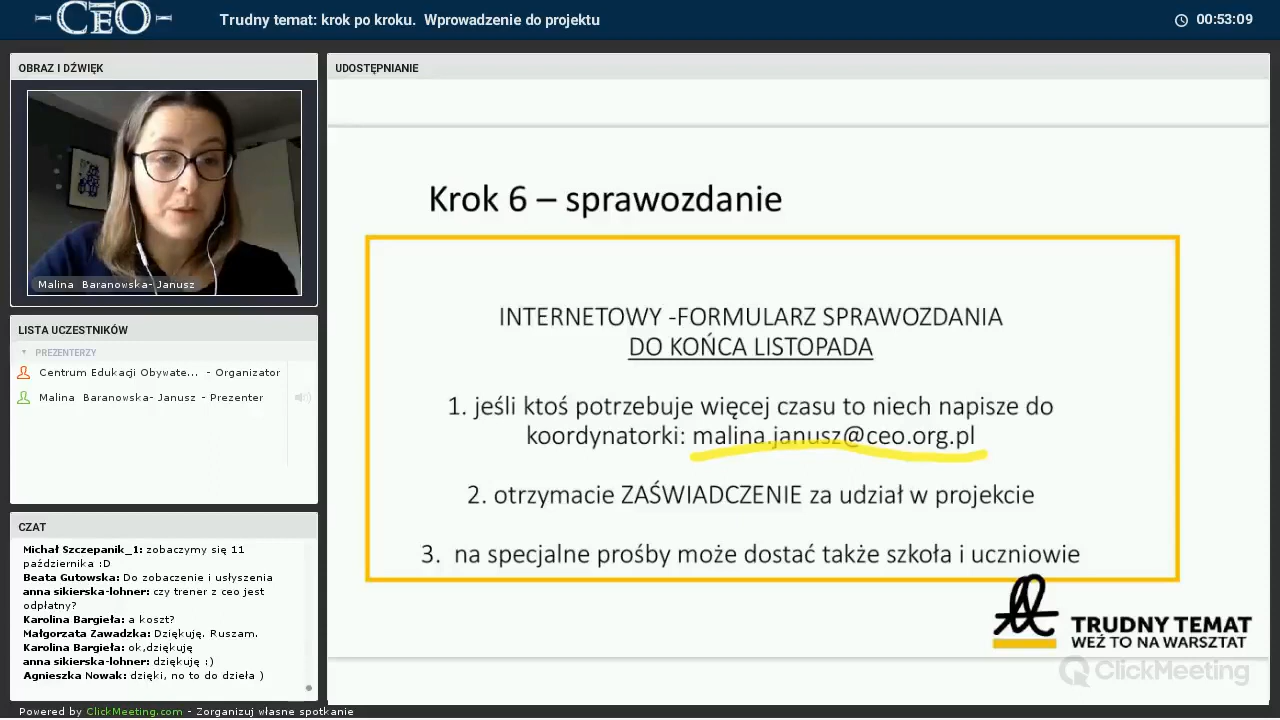 CEO
Trudny temat: krok po kroku. Wprowadzenie do projektu
00:53:09
OBRAZ I DŹWIĘK
Malina Baranowska- Janusz
LISTA UCZESTNIKÓW
PREZENTERZY
Centrum Edukacji Obywate... - Organizator
Malina Baranowska- Janusz - Prezenter
CZAT
Michał Szczepanik_1: zobaczymy się 11
października :D
Beata Gutowska: Do zobaczenie i usłyszenia
anna sikierska-lohner: czy trener z ceo jest
odpłatny?
Karolina Bargieła: a koszt?
Małgorzata Zawadzka: Dziękuję. Ruszam.
Karolina Bargieła: ok,dziękuję
anna sikierska-lohner: dziękuję :)
Agnieszka Nowak: dzięki, no to do dzieła )
UDOSTĘPNIANIE
Krok 6 – sprawozdanie
INTERNETOWY -FORMULARZ SPRAWOZDANIA
DO KOŃCA LISTOPADA
1. jeśli ktoś potrzebuje więcej czasu to niech napisze do
koordynatorki: malina.janusz@ceo.org.pl
2. otrzymacie ZAŚWIADCZENIE za udział w projekcie
3. na specjalne prośby może dostać także szkoła i uczniowie
TRUDNY TEMAT
WEŹ TO NA WARSZTAT
ClickMeeting
Powered by ClickMeeting.com - Zorganizuj własne spotkanie